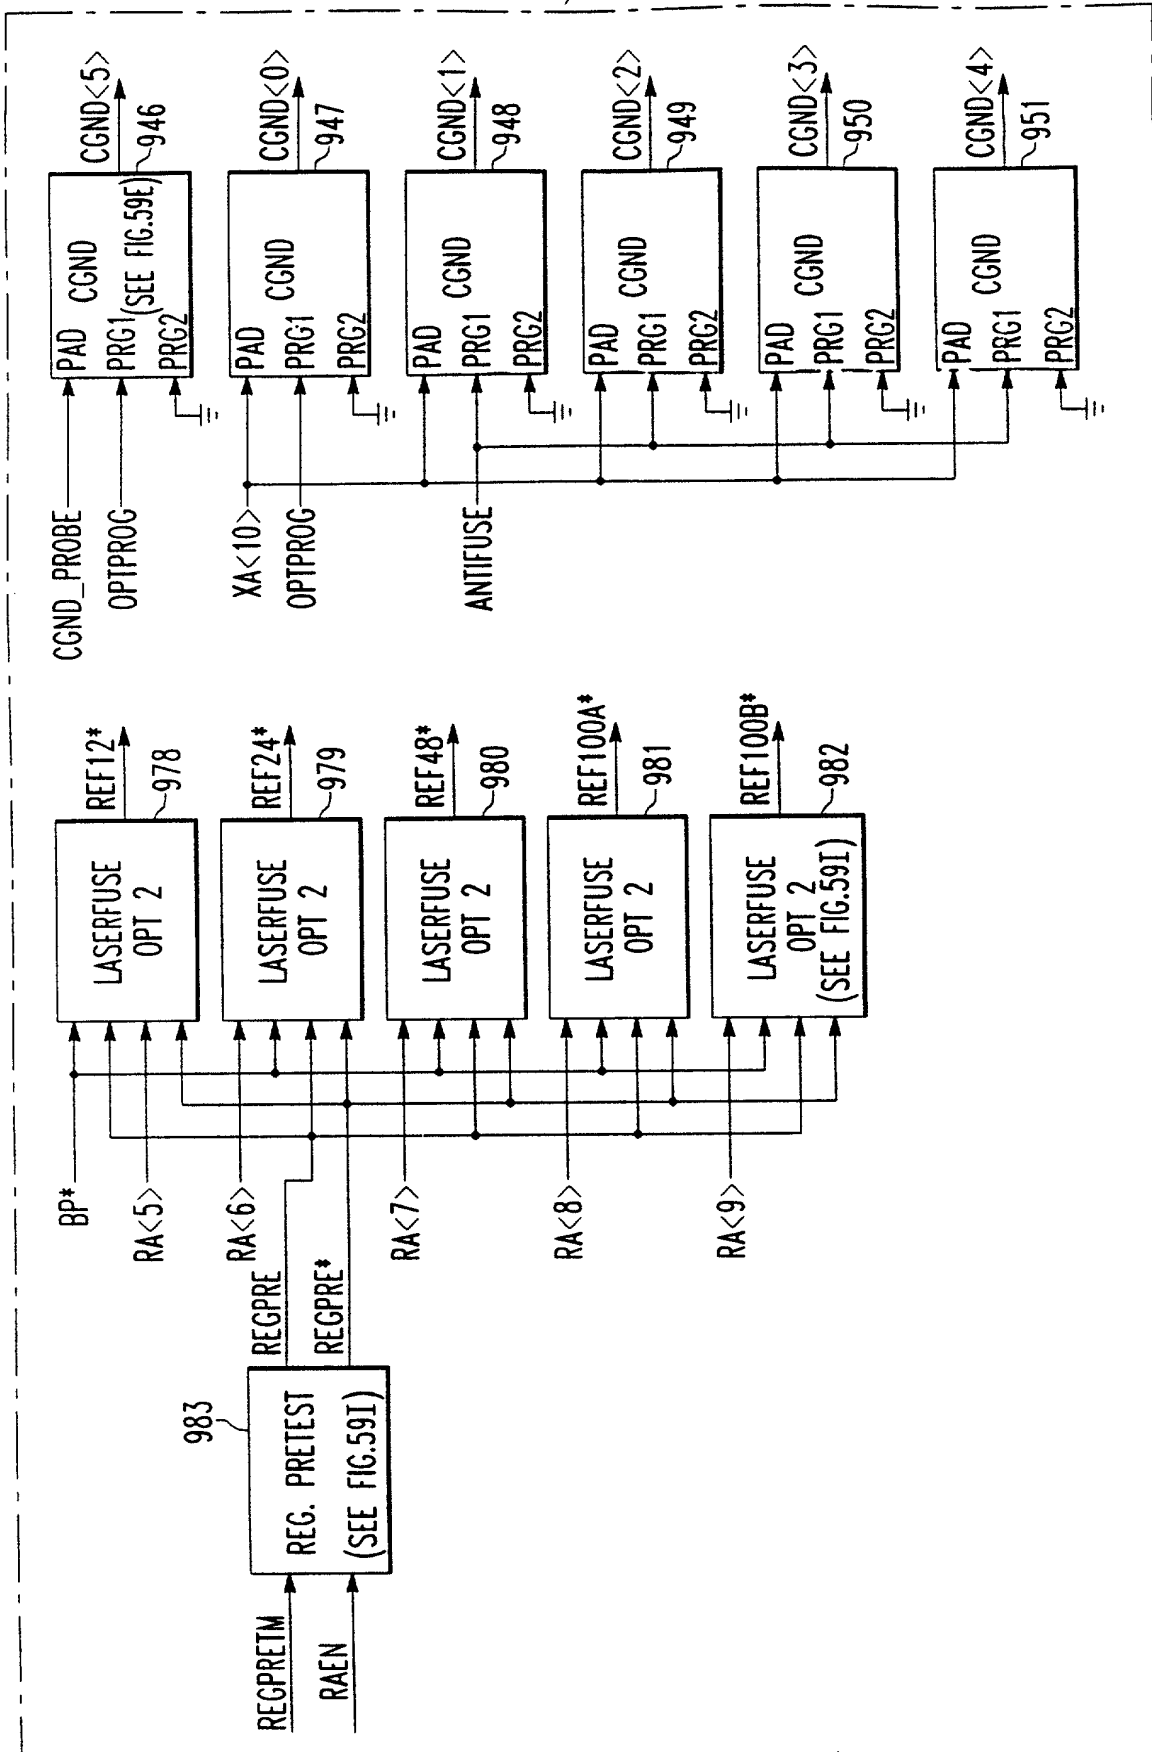 REGPRETM
RAEN
983
REG. PRETEST
(SEE FIG.59I)
REGPRE
REGPRE*
BP*
RA<5>
RA<6>
RA<7>
RA<8>
RA<9>
LASERFUSE
OPT 2
REF12*
978
LASERFUSE
OPT 2
REF24*
979
LASERFUSE
OPT 2
REF48*
980
LASERFUSE
OPT 2
REF100A*
981
LASERFUSE
OPT 2
(SEE FIG.59I)
REF100B*
982
CGND_PROBE
OPTPROG
XA<10>
OPTPROG
ANTIFUSE
PAD
CGND
PRG1
(SEE FIG.59E)
PRG2
CGND<5>
946
PAD
CGND
PRG1
PRG2
CGND<0>
947
PAD
CGND
PRG1
PRG2
CGND<1>
948
PAD
CGND
PRG1
PRG2
CGND<2>
949
PAD
CGND
PRG1
PRG2
CGND<3>
950
PAD
CGND
PRG1
PRG2
CGND<4>
951